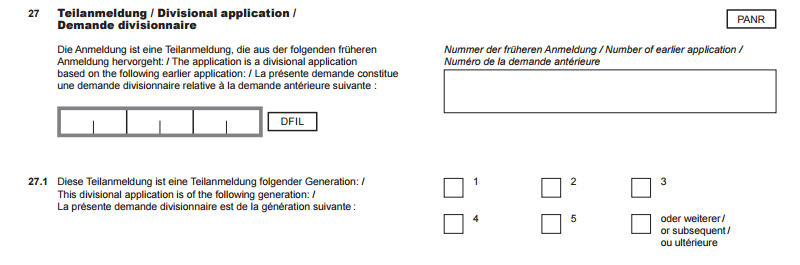 27 Teilanmeldung / Divisional application /
Demande divisionnaire
PANR
Die Anmeldung ist eine Teilanmeldung, die aus der folgenden früheren
Anmeldung hervorgeht: / The application is a divisional application
based on the following earlier application: / La présente demande constitue
une demande divisionnaire relative à la demande antérieure suivante :
Nummer der früheren Anmeldung / Number of earlier application /
Numéro de la demande antérieure
DFIL
27.1 Diese Teilanmeldung ist eine Teilanmeldung folgender Generation: /
This divisional application is of the following generation: /
La présente demande divisionnaire est de la génération suivante :
1 2 3
4 5 oder weiterer /
or subsequent /
ou ultérieure